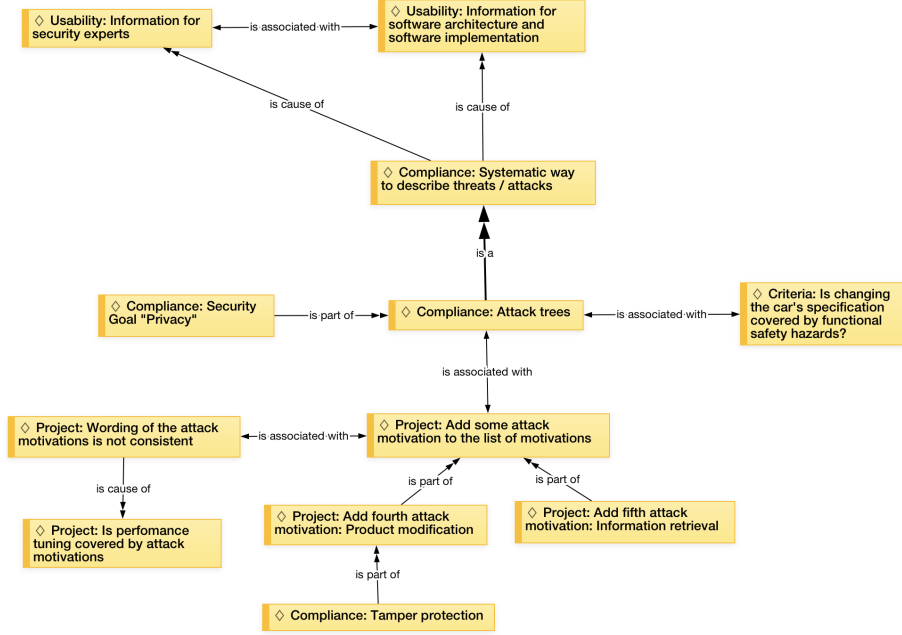 ◇ Usability: Information for
security experts
is associated with
◇ Usability: Information for
software architecture and
software implementation
is cause of
is cause of
◇ Compliance: Systematic way
to describe threats / attacks
is a
◇ Compliance: Security
Goal "Privacy"
is part of
◇ Compliance: Attack trees
is associated with
◇ Criteria: Is changing
the car's specification
covered by functional
safety hazards?
is associated with
◇ Project: Wording of the attack
motivations is not consistent
is associated with
◇ Project: Add some attack
motivation to the list of motivations
is cause of
is part of
is part of
◇ Project: Is perfomance
tuning covered by attack
motivations
◇ Project: Add fourth attack
motivation: Product modification
◇ Project: Add fifth attack
motivation: Information retrieval
is part of
◇ Compliance: Tamper protection